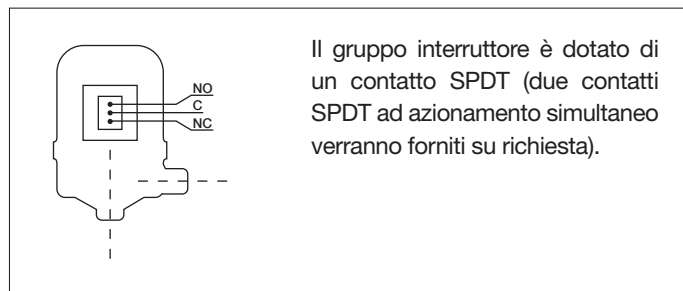 NO
C
NC
Il gruppo interruttore è dotato di
un contatto SPDT (due contatti
SPDT ad azionamento simultaneo
verranno forniti su richiesta).